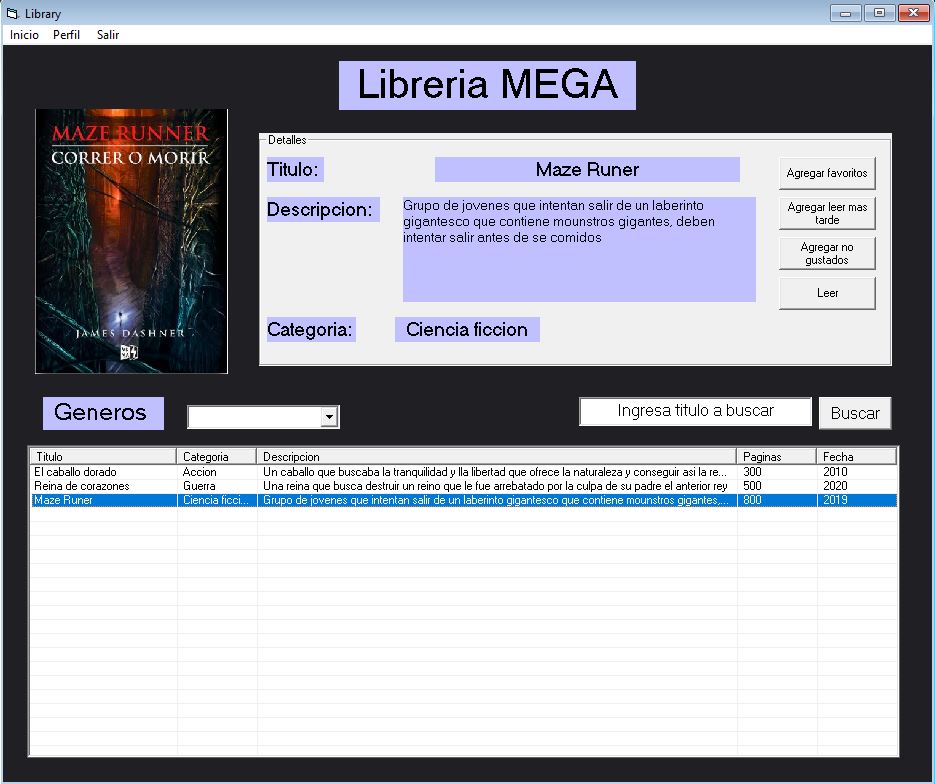 Library
Inicio Perfil Salir
Libreria MEGA
MAZE RUNNER
CORRER O MORIR
JAMES DASHNER
Detalles
Titulo: Maze Runer
Descripcion: Grupo de jovenes que intentan salir de un laberinto
gigantesco que contiene mounstros gigantes, deben
intentar salir antes de se comidos
Categoria: Ciencia ficcion
Agregar favoritos
Agregar leer mas
tarde
Agregar no
gustados
Leer
Generos
Ingresa titulo a buscar Buscar
Titulo Categoria Descripcion Paginas Fecha
El caballo dorado Accion Un caballo que buscaba la tranquilidad y lla libertad que ofrece la naturaleza y conseguir asi la re... 300 2010
Reina de corazones Guerra Una reina que busca destruir un reino que le fue arrebatado por la culpa de su padre el anterior rey 500 2020
Maze Runer Ciencia ficci... Grupo de jovenes que intentan salir de un laberinto gigantesco que contiene mounstros gigantes,... 800 2019